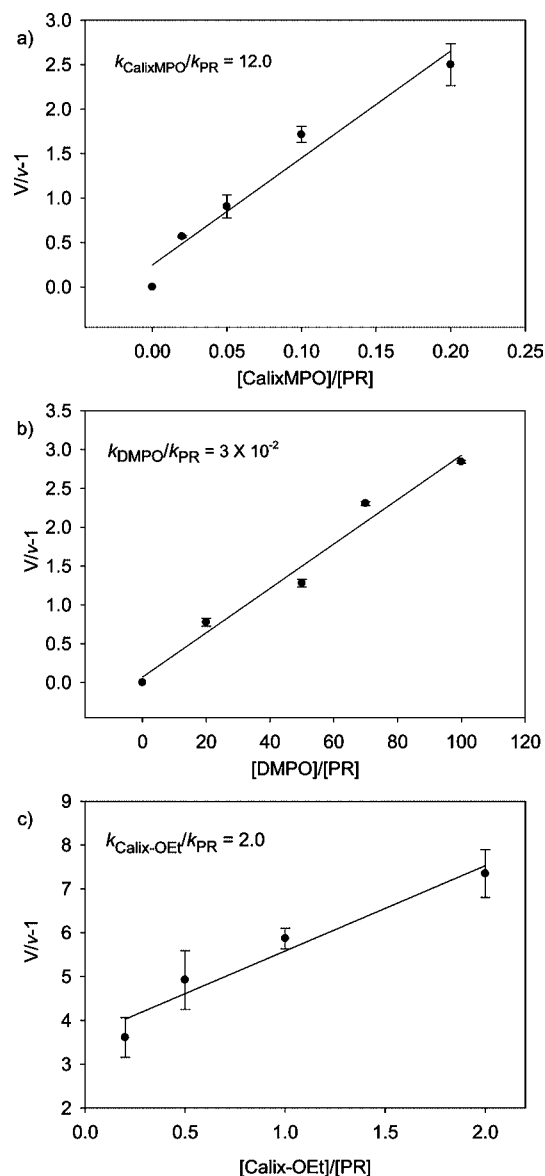 a)
k_CalixMPO/k_PR = 12.0
V/v-1
3.0
2.5
2.0
1.5
1.0
0.5
0.0
0.00 0.05 0.10 0.15 0.20 0.25
[CalixMPO]/[PR]
b)
k_DMPO/k_PR = 3 X 10⁻²
V/v-1
3.5
3.0
2.5
2.0
1.5
1.0
0.5
0.0
0 20 40 60 80 100 120
[DMPO]/[PR]
c)
k_Calix-OEt/k_PR = 2.0
V/v-1
9
8
7
6
5
4
3
2
0.0 0.5 1.0 1.5 2.0
[Calix-OEt]/[PR]